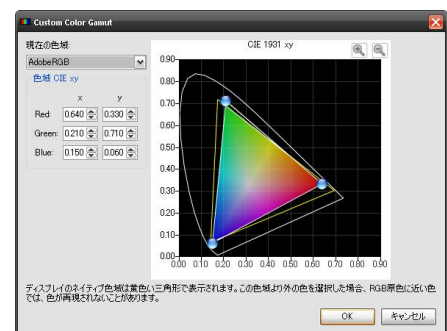 Custom Color Gamut
現在の色域:
AdobeRGB
色域 CIE xy
x y
Red: 0.640 0.330
Green: 0.210 0.710
Blue: 0.150 0.060
CIE 1931 xy
0.90
0.80
0.70
0.60
0.50
0.40
0.30
0.20
0.10
0.00
0.00 0.10 0.20 0.30 0.40 0.50 0.60 0.70 0.80 0.90
ディスプレイのネイティブ色域は黄色い三角形で表示されます。この色域より外の色を選択した場合、RGB原色に近い色
では、色が再現されないことがあります。
OK キャンセル